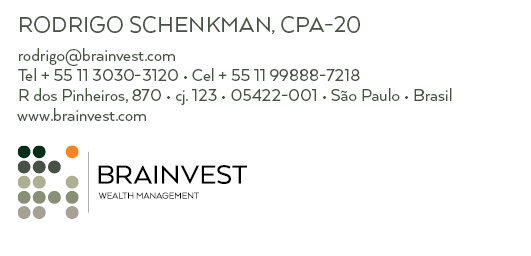 RODRIGO SCHENKMAN, CPA-20
rodrigo@brainvest.com
Tel + 55 11 3030-3120 • Cel + 55 11 99888-7218
R dos Pinheiros, 870 • cj. 123 • 05422-001 • São Paulo • Brasil
www.brainvest.com
BRAINVEST
WEALTH MANAGEMENT